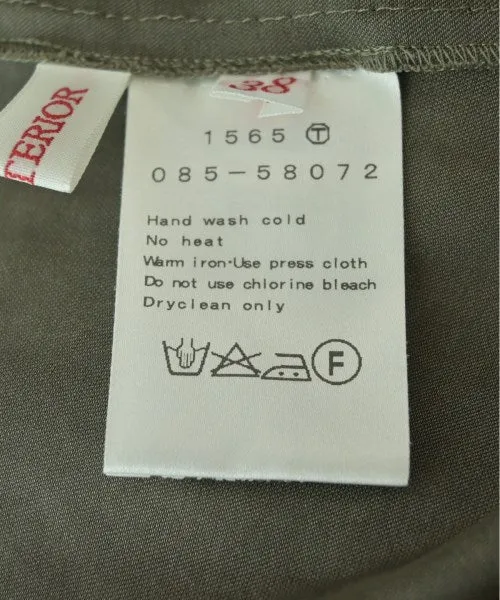 TERIOR
38
1565 Ⓣ
085-58072
Hand wash cold
No heat
Warm iron·Use press cloth
Do not use chlorine bleach
Dryclean only
F